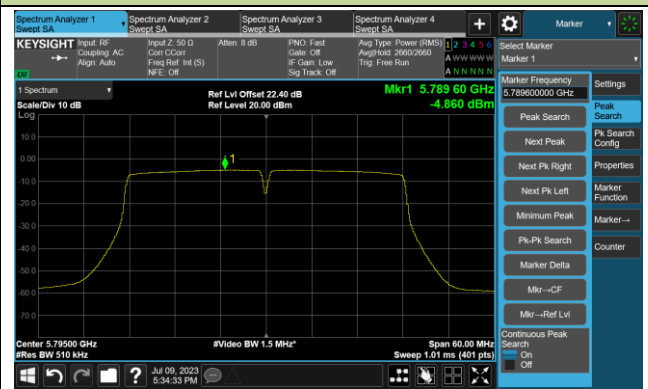 Spectrum Analyzer 1
Swept SA
Spectrum Analyzer 2
Swept SA
Spectrum Analyzer 3
Swept SA
Spectrum Analyzer 4
Swept SA
+
Marker
KEYSIGHT
Input: RF
Coupling: AC
Align: Auto
Input Z: 50 Ω
Corr CCorr
Freq Ref: Int (S)
NFE: Off
Atten: 8 dB
PNO: Fast
Gate: Off
IF Gain: Low
Sig Track: Off
Avg Type: Power (RMS)
Avg|Hold: 2660/2660
Trig: Free Run
1 2 3 4 5 6
A W W W W W
A N N N N N
LXI
Select Marker
Marker 1
1 Spectrum
Scale/Div 10 dB
Log
Ref Lvl Offset 22.40 dB
Ref Level 20.00 dBm
Mkr1 5.789 60 GHz
-4.860 dBm
10.0
0.00
-10.0
-20.0
-30.0
-40.0
-50.0
-60.0
-70.0
1
Center 5.79500 GHz
#Res BW 510 kHz
#Video BW 1.5 MHz*
Span 60.00 MHz
Sweep 1.01 ms (401 pts)
Marker Frequency
5.789600000 GHz
Peak Search
Next Peak
Next Pk Right
Next Pk Left
Minimum Peak
Pk-Pk Search
Marker Delta
Mkr→CF
Mkr→Ref Lvl
Continuous Peak
Search
On
Off
Settings
Peak
Search
Pk Search
Config
Properties
Marker
Function
Marker→
Counter
?
Jul 09, 2023
5:34:33 PM